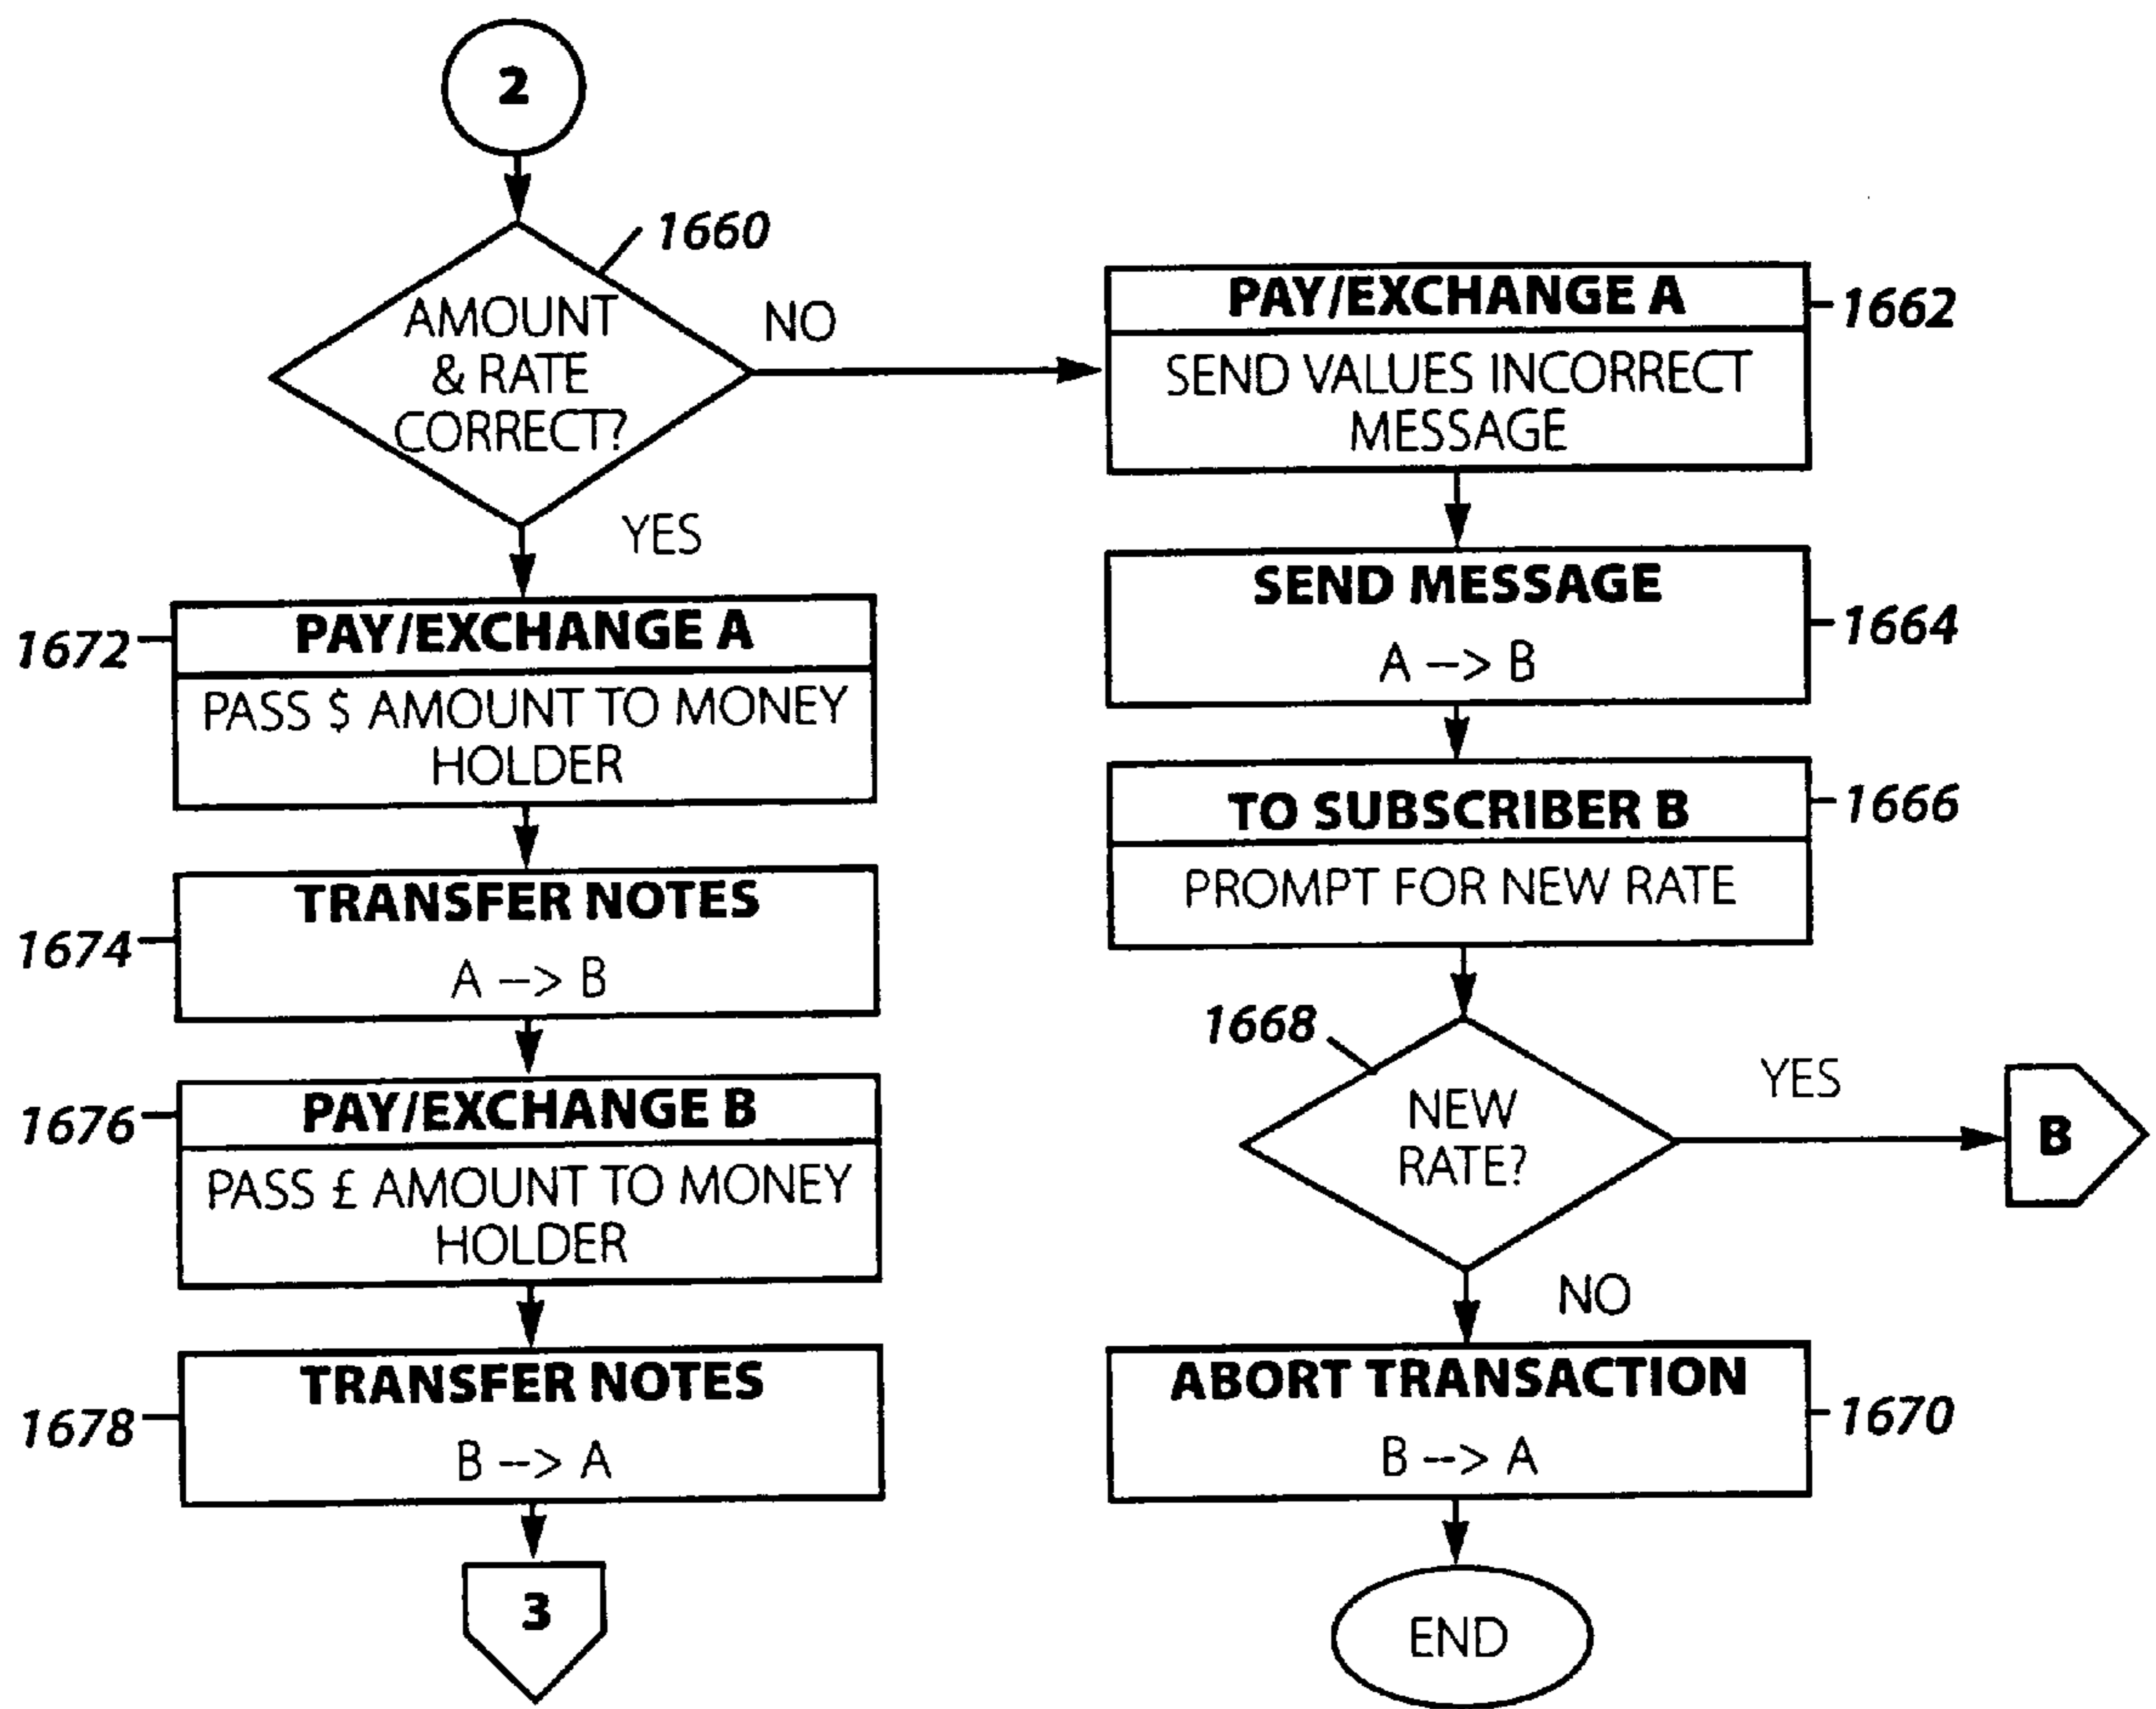 2
1660
AMOUNT
& RATE
CORRECT?
NO
YES
1672
PAY/EXCHANGE A
PASS $ AMOUNT TO MONEY
HOLDER
1674
TRANSFER NOTES
A --> B
1676
PAY/EXCHANGE B
PASS £ AMOUNT TO MONEY
HOLDER
1678
TRANSFER NOTES
B --> A
3
PAY/EXCHANGE A
1662
SEND VALUES INCORRECT
MESSAGE
SEND MESSAGE
1664
A --> B
TO SUBSCRIBER B
1666
PROMPT FOR NEW RATE
1668
NEW
RATE?
YES
B
NO
ABORT TRANSACTION
1670
B --> A
END